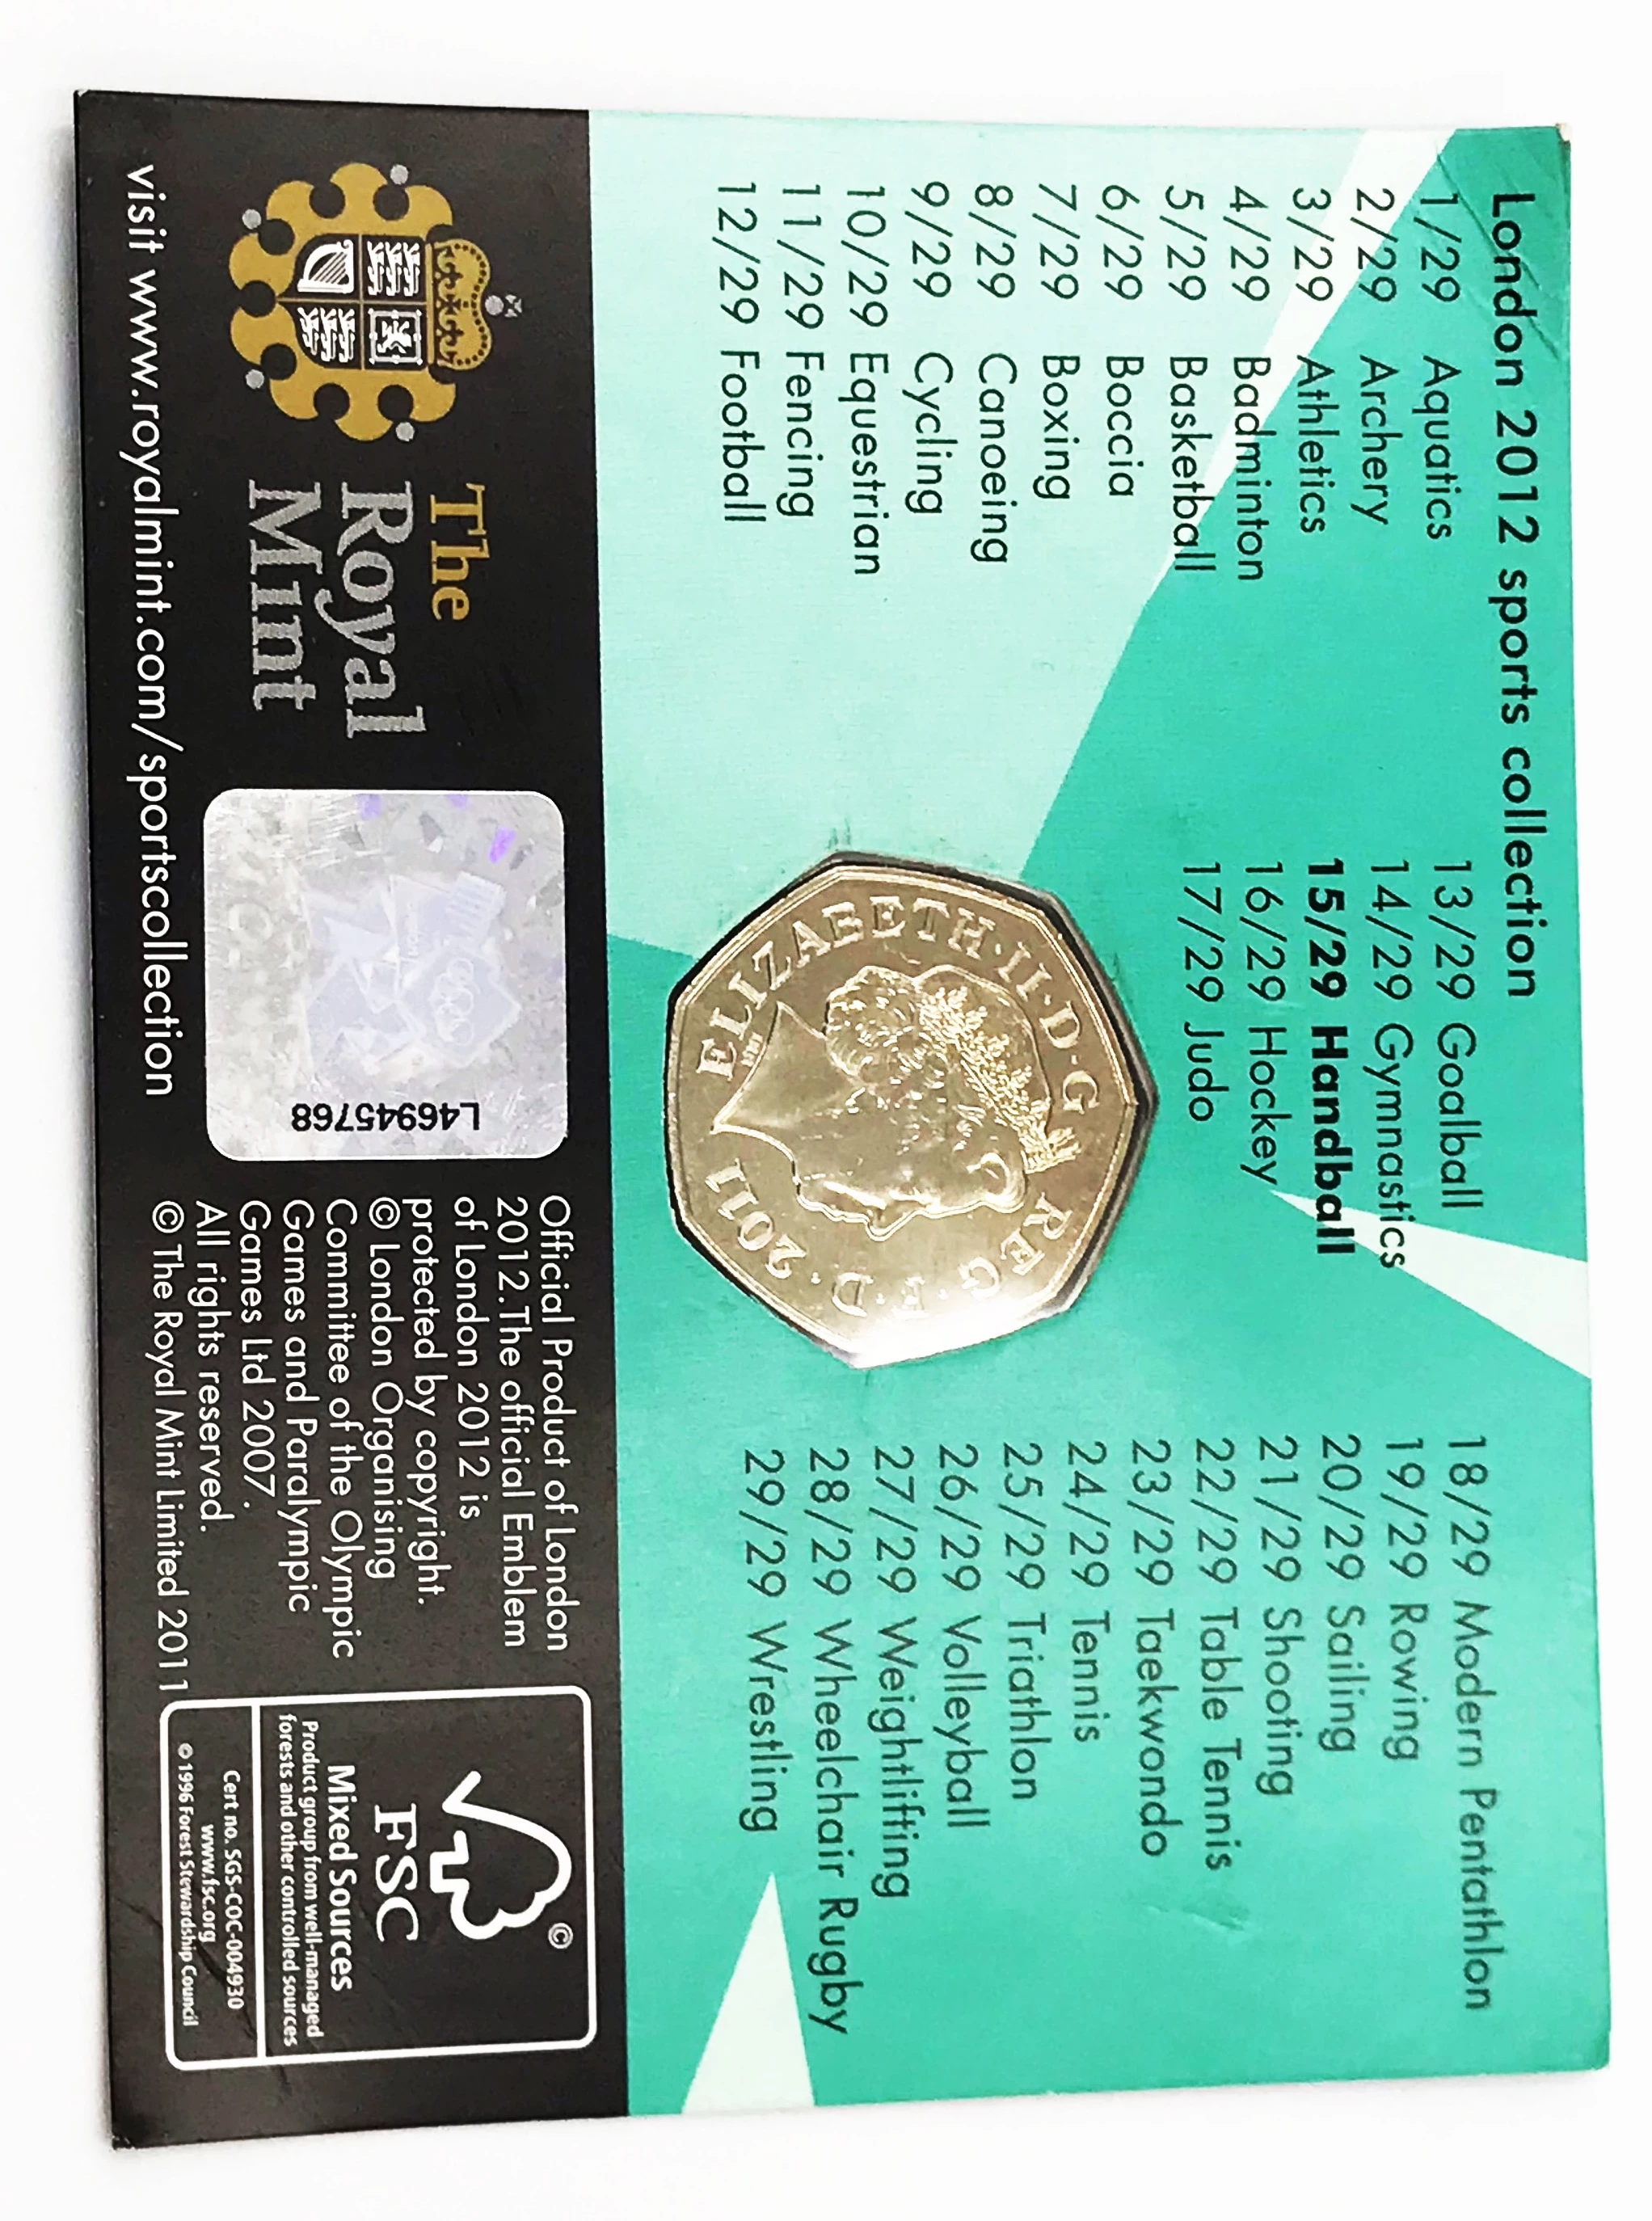 London 2012 sports collection
1/29 Aquatics
2/29 Archery
3/29 Athletics
4/29 Badminton
5/29 Basketball
6/29 Boccia
7/29 Boxing
8/29 Canoeing
9/29 Cycling
10/29 Equestrian
11/29 Fencing
12/29 Football
13/29 Goalball
14/29 Gymnastics
15/29 Handball
16/29 Hockey
17/29 Judo
18/29 Modern Pentathlon
19/29 Rowing
20/29 Sailing
21/29 Shooting
22/29 Table Tennis
23/29 Taekwondo
24/29 Tennis
25/29 Triathlon
26/29 Volleyball
27/29 Weightlifting
28/29 Wheelchair Rugby
29/29 Wrestling
ELIZABETH·II·D·G REG·F·D·2011
The
Royal
Mint
visit www.royalmint.com/sportscollection
L46945768
Official Product of London
2012.The official Emblem
of London 2012 is
protected by copyright.
© London Organising
Committee of the Olympic
Games and Paralympic
Games Ltd 2007.
All rights reserved.
© The Royal Mint Limited 2011
©
FSC
Mixed Sources
Product group from well-managed
forests and other controlled sources
Cert no. SGS-COC-004930
www.fsc.org
© 1996 Forest Stewardship Council